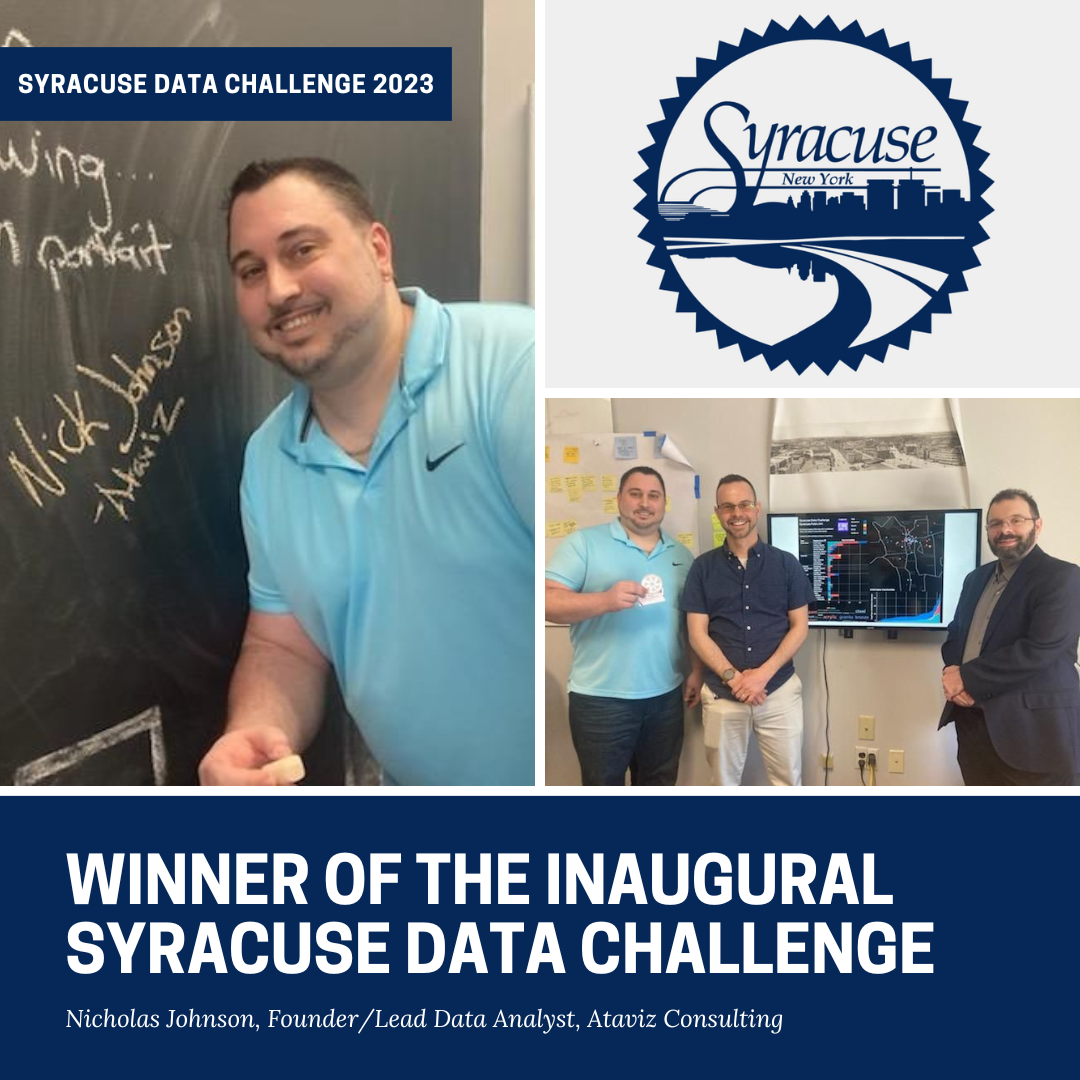 SYRACUSE DATA CHALLENGE 2023
wing...
portrait
Nick Johnson
Ataviz
Syracuse
New York
WINNER OF THE INAUGURAL
SYRACUSE DATA CHALLENGE
Nicholas Johnson, Founder/Lead Data Analyst, Ataviz Consulting